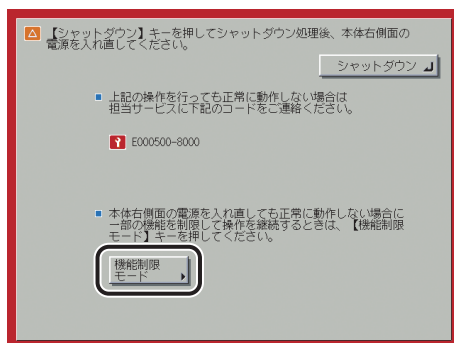 【シャットダウン】キーを押してシャットダウン処理後、本体右側面の
電源を入れ直してください。
シャットダウン
上記の操作を行っても正常に動作しない場合は
担当サービスに下記のコードをご連絡ください。
E000500-8000
本体右側面の電源を入れ直しても正常に動作しない場合に
一部の機能を制限して操作を継続するときは、【機能制限
モード】キーを押してください。
機能制限
モード